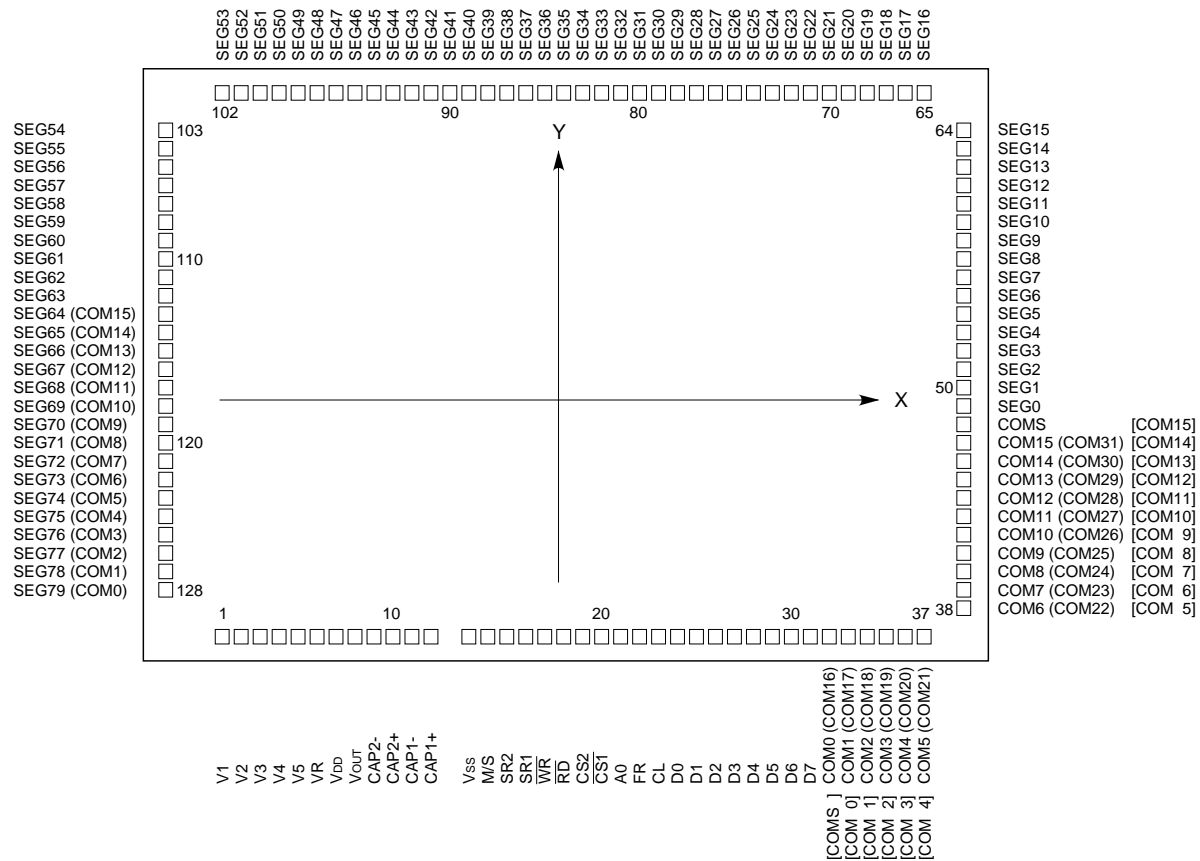 SEG53
SEG52
SEG51
SEG50
SEG49
SEG48
SEG47
SEG46
SEG45
SEG44
SEG43
SEG42
SEG41
SEG40
SEG39
SEG38
SEG37
SEG36
SEG35
SEG34
SEG33
SEG32
SEG31
SEG30
SEG29
SEG28
SEG27
SEG26
SEG25
SEG24
SEG23
SEG22
SEG21
SEG20
SEG19
SEG18
SEG17
SEG16
102
90
80
70
65
SEG54
SEG55
SEG56
SEG57
SEG58
SEG59
SEG60
SEG61
SEG62
SEG63
SEG64 (COM15)
SEG65 (COM14)
SEG66 (COM13)
SEG67 (COM12)
SEG68 (COM11)
SEG69 (COM10)
SEG70 (COM9)
SEG71 (COM8)
SEG72 (COM7)
SEG73 (COM6)
SEG74 (COM5)
SEG75 (COM4)
SEG76 (COM3)
SEG77 (COM2)
SEG78 (COM1)
SEG79 (COM0)
103
110
120
128
Y
X
64
50
38
SEG15
SEG14
SEG13
SEG12
SEG11
SEG10
SEG9
SEG8
SEG7
SEG6
SEG5
SEG4
SEG3
SEG2
SEG1
SEG0
COMS [COM15]
COM15 (COM31) [COM14]
COM14 (COM30) [COM13]
COM13 (COM29) [COM12]
COM12 (COM28) [COM11]
COM11 (COM27) [COM10]
COM10 (COM26) [COM 9]
COM9 (COM25) [COM 8]
COM8 (COM24) [COM 7]
COM7 (COM23) [COM 6]
COM6 (COM22) [COM 5]
1
10
20
30
37
V1
V2
V3
V4
V5
VR
VDD
VOUT
CAP2-
CAP2+
CAP1-
CAP1+
VSS
M/S
SR2
SR1
WR
RD
CS2
CS1
A0
FR
CL
D0
D1
D2
D3
D4
D5
D6
D7
[COMS ] COM0 (COM16)
[COM 0] COM1 (COM17)
[COM 1] COM2 (COM18)
[COM 2] COM3 (COM19)
[COM 3] COM4 (COM20)
[COM 4] COM5 (COM21)